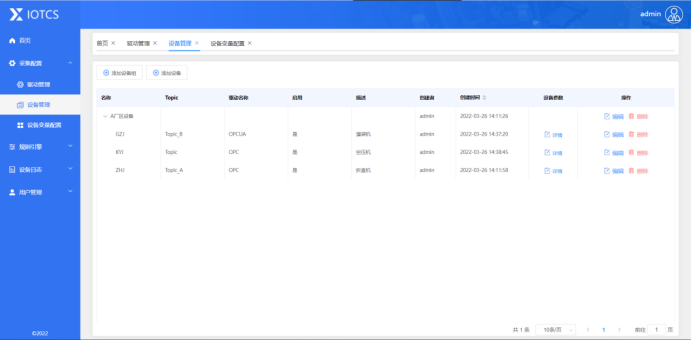 IOTCS
admin
首页
采集配置
驱动管理
设备管理
设备变量配置
规则引擎
设备日志
用户管理
©2022
首页 × 驱动管理 × 设备管理 × 设备变量配置 ×
添加设备组 添加设备
名称 Topic 驱动名称 启用 描述 创建者 创建时间 设备参数 操作
A厂区设备 admin 2022-03-26 14:11:26 编辑 删除
GZJ Topic_B OPCUA 是 灌装机 admin 2022-03-26 14:37:20 详情 编辑 删除
KYJ Topic OPC 是 空压机 admin 2022-03-26 14:38:45 详情 编辑 删除
ZHJ Topic_A OPC 是 admin 2022-03-26 14:11:58 详情 编辑 删除
共 1 条 10条/页 1 前往 1 页